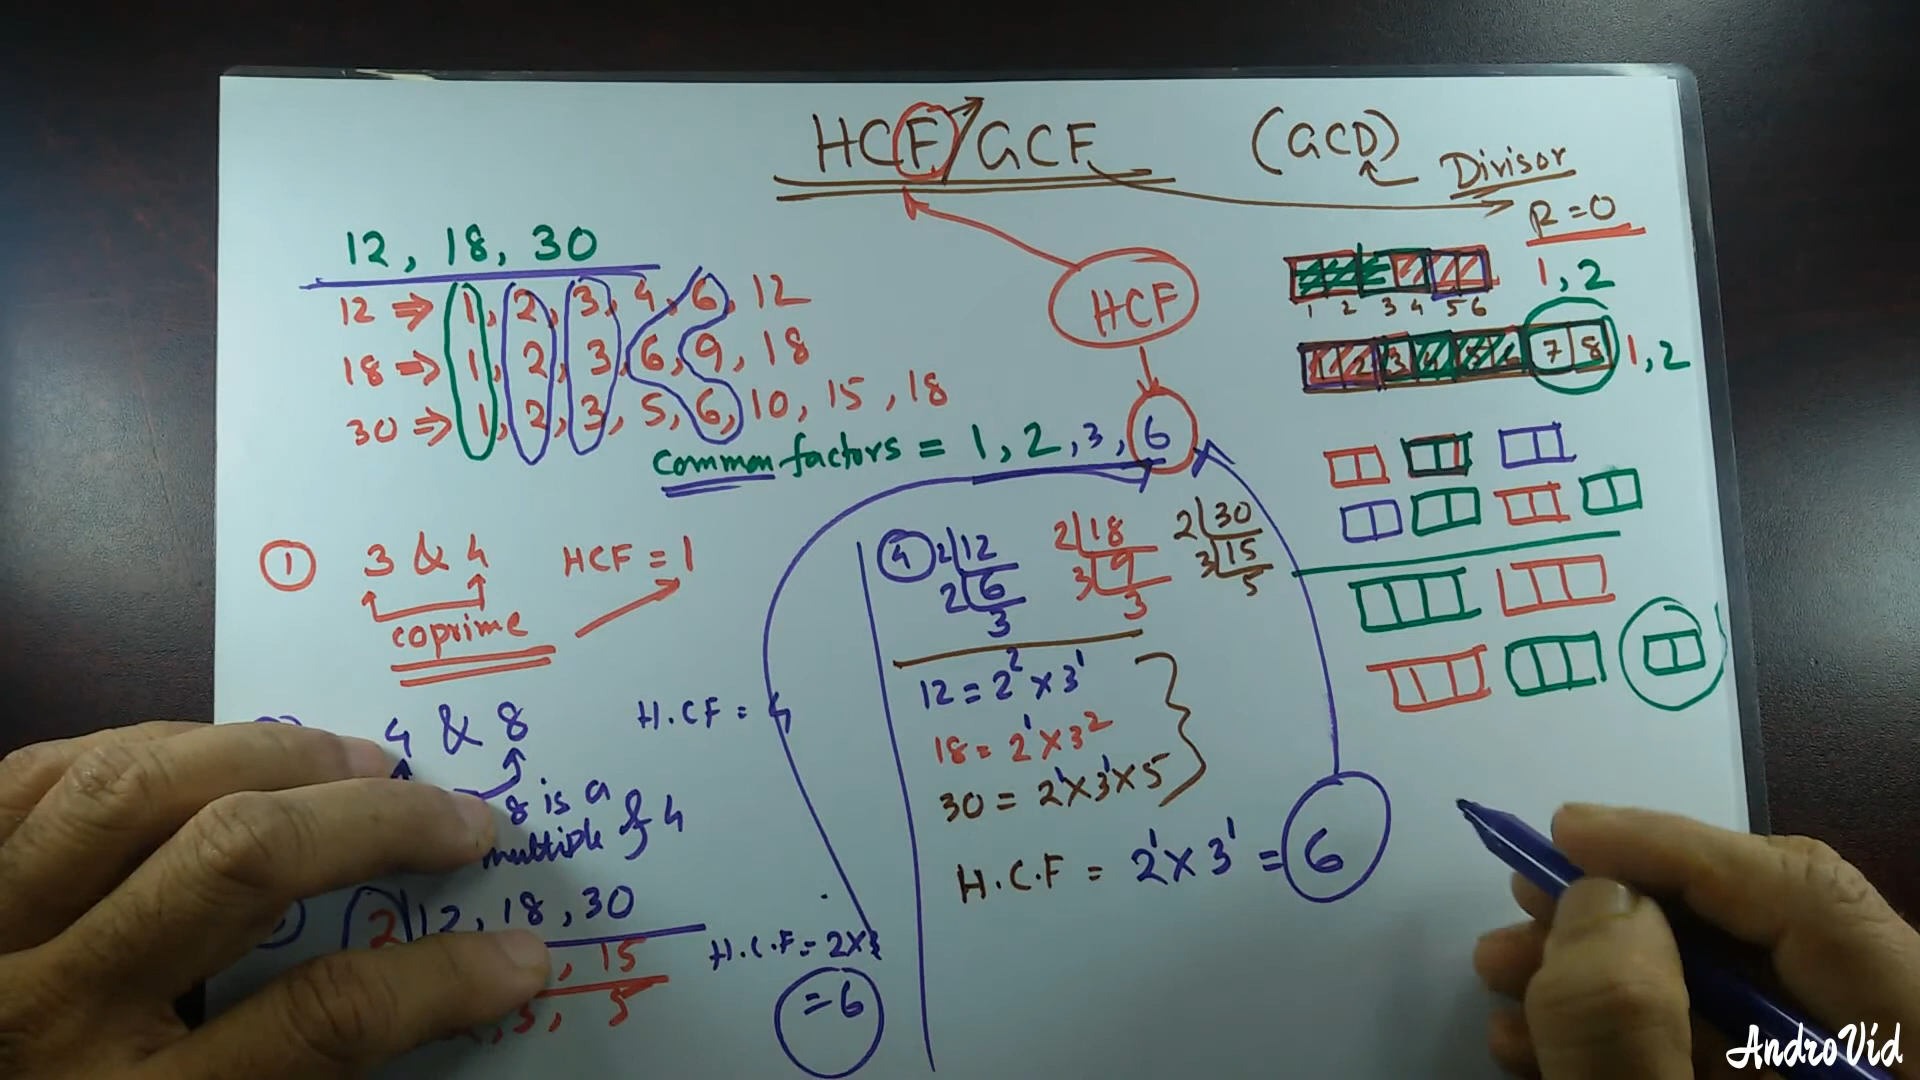 HCF/GCF (GCD)
Divisor
R = 0
12, 18, 30
12 ⇒ 1, 2, 3, 4, 6, 12
18 ⇒ 1, 2, 3, 6, 9, 18
30 ⇒ 1, 2, 3, 5, 6, 10, 15, 18
common factors = 1, 2, 3, 6
HCF
1, 2
1 2 3 4 5 6
1 2 3 4 5 6 7 8 1, 2
① 3 & 4 HCF = 1
coprime
4 & 8 H.CF = 4
8 is a
multiple of 4
2 12, 18, 30
, 15
, 3, 5
H.C.F = 2x3
= 6
④ 2 12
2 6
3
2 18
3 9
3
2 30
3 15
5
12 = 2² x 3¹
18 = 2¹ x 3²
30 = 2¹ x 3¹ x 5
H.C.F = 2¹ x 3¹ = 6
AndroVid